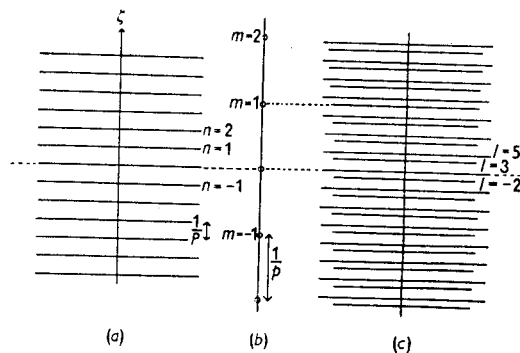 ζ
m=2
m=1
n=2
n=1
n=-1
l=5
l=3
l=-2
1
P
m=-1
1
p
(a)
(b)
(c)